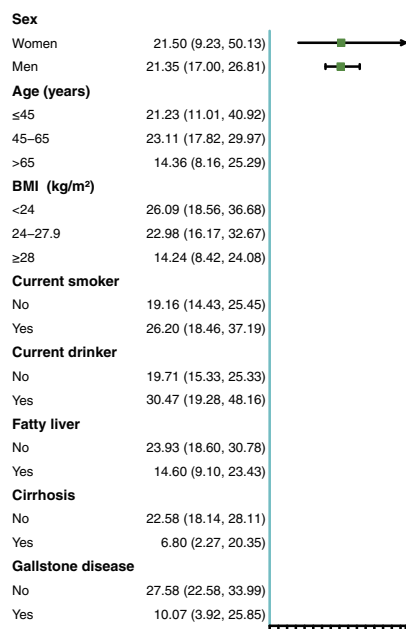 Sex
Women 21.50 (9.23, 50.13)
Men 21.35 (17.00, 26.81)
Age (years)
≤45 21.23 (11.01, 40.92)
45–65 23.11 (17.82, 29.97)
>65 14.36 (8.16, 25.29)
BMI (kg/m²)
<24 26.09 (18.56, 36.68)
24–27.9 22.98 (16.17, 32.67)
≥28 14.24 (8.42, 24.08)
Current smoker
No 19.16 (14.43, 25.45)
Yes 26.20 (18.46, 37.19)
Current drinker
No 19.71 (15.33, 25.33)
Yes 30.47 (19.28, 48.16)
Fatty liver
No 23.93 (18.60, 30.78)
Yes 14.60 (9.10, 23.43)
Cirrhosis
No 22.58 (18.14, 28.11)
Yes 6.80 (2.27, 20.35)
Gallstone disease
No 27.58 (22.58, 33.99)
Yes 10.07 (3.92, 25.85)